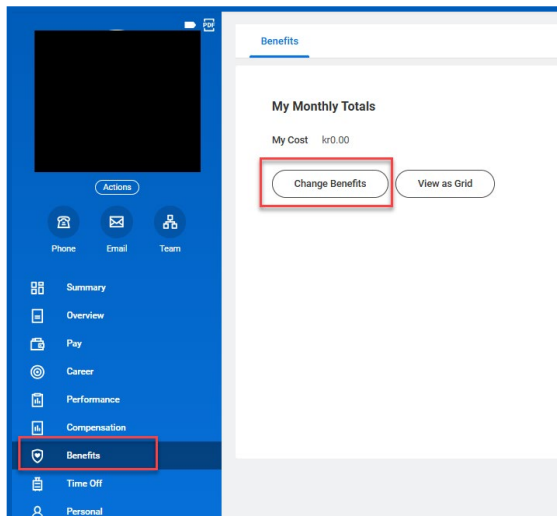 PDF
Actions
Phone Email Team
Summary
Overview
Pay
Career
Performance
Compensation
Benefits
Time Off
Personal
Benefits
My Monthly Totals
My Cost kr0.00
Change Benefits View as Grid